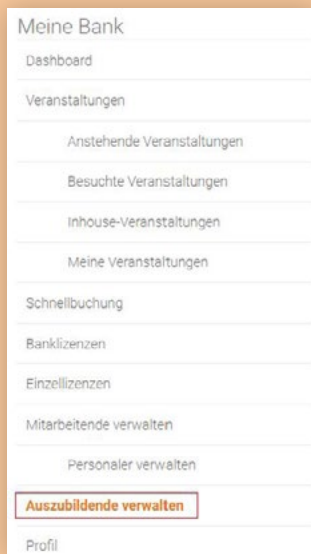 Meine Bank
Dashboard
Veranstaltungen
Anstehende Veranstaltungen
Besuchte Veranstaltungen
Inhouse-Veranstaltungen
Meine Veranstaltungen
Schnellbuchung
Banklizenzen
Einzellizenzen
Mitarbeitende verwalten
Personaler verwalten
Auszubildende verwalten
Profil